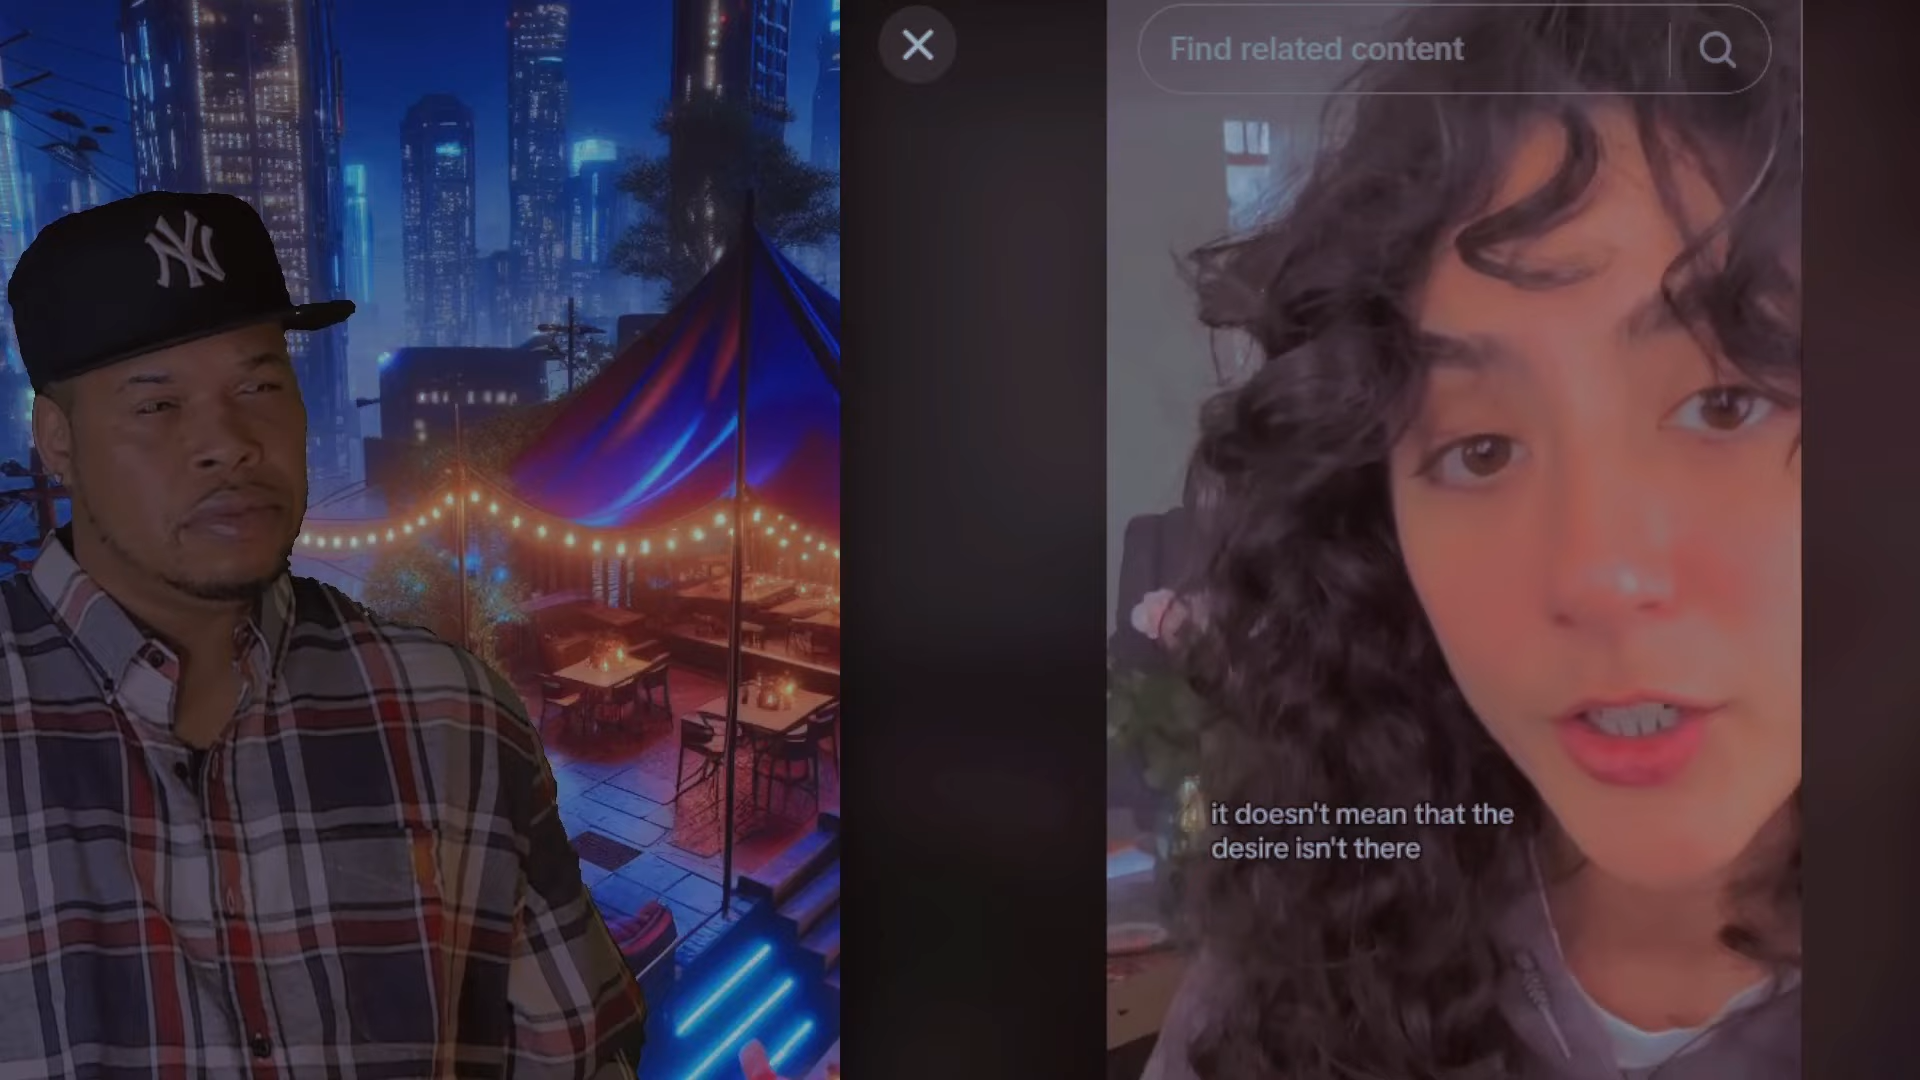 NY
Find related content
it doesn't mean that the
desire isn't there